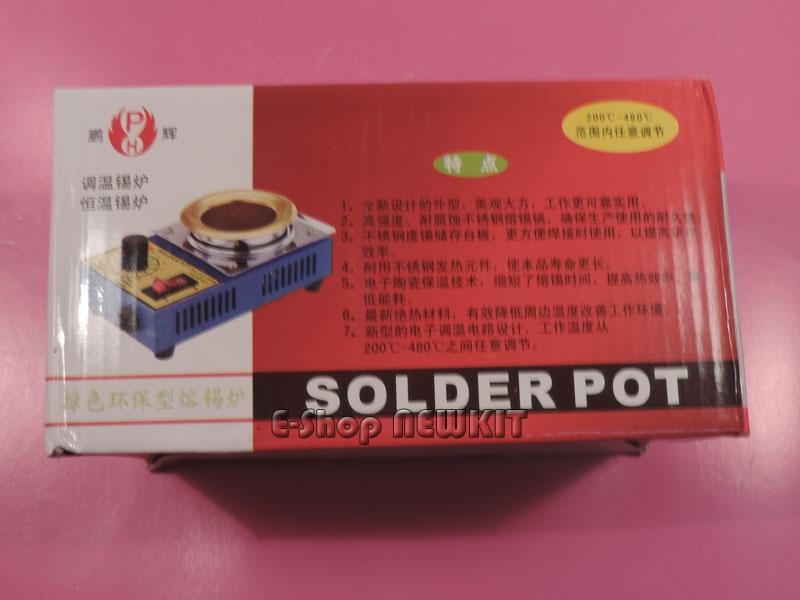 鹏 PH 辉
调温锡炉
恒温锡炉
200℃-480℃
范围内任意调节
特点
1、全新设计的外型，美观大方，工作更可靠实用。
2、高强度、耐腐蚀不锈钢熔锡锅，确保生产使用的耐久性
3、不锈钢废锡储存台板，更方便焊接时使用，以提高
效率。
4、耐用不锈钢发热元件，使本品寿命更长。
5、电子陶瓷保温技术，缩短了熔锡时间，提高热效率
低能耗。
6、最新绝热材料，有效降低周边温度改善工作环境。
7、新型的电子调温电路设计，工作温度从
200℃-480℃之间任意调节。
绿色环保型熔锡炉
SOLDER POT
E-Shop NEWKIT